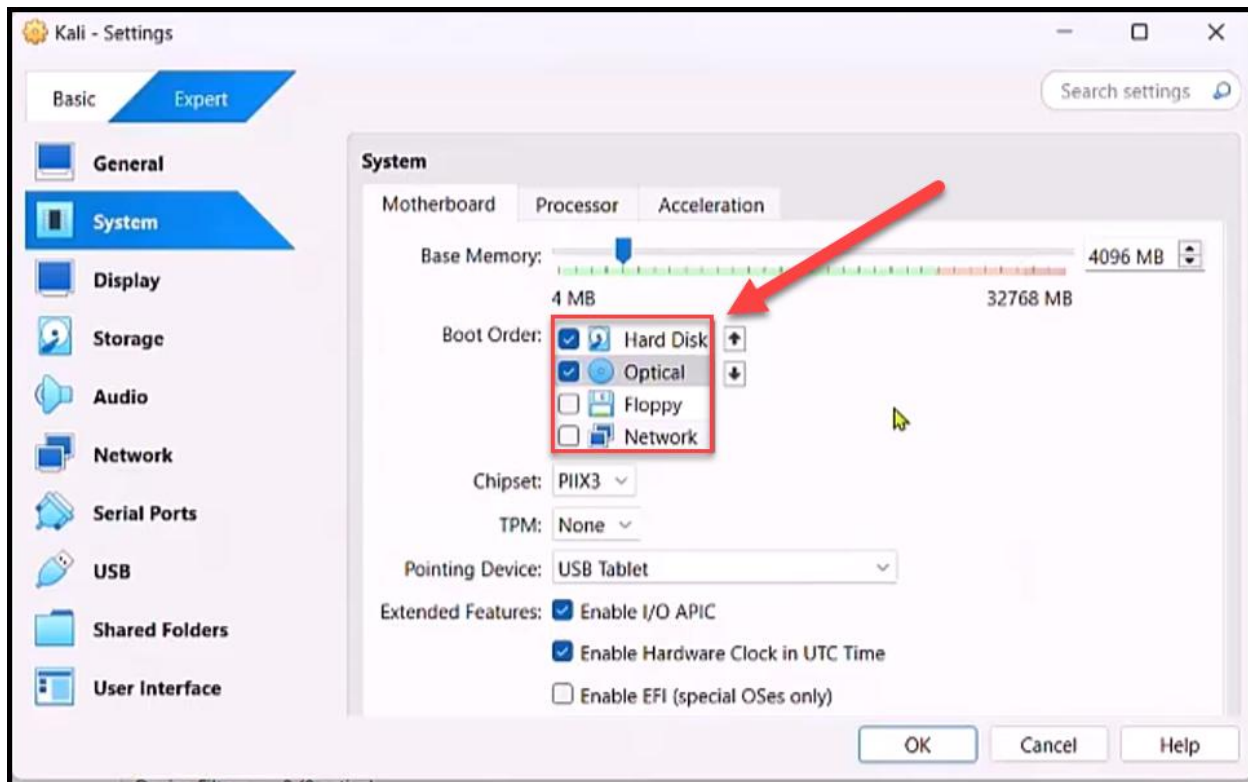 Kali - Settings
Basic
Expert
Search settings
General
System
Display
Storage
Audio
Network
Serial Ports
USB
Shared Folders
User Interface
System
Motherboard Processor Acceleration
Base Memory: 4096 MB
4 MB 32768 MB
Boot Order: Hard Disk
Optical
Floppy
Network
Chipset: PIIX3
TPM: None
Pointing Device: USB Tablet
Extended Features: Enable I/O APIC
Enable Hardware Clock in UTC Time
Enable EFI (special OSes only)
OK Cancel Help